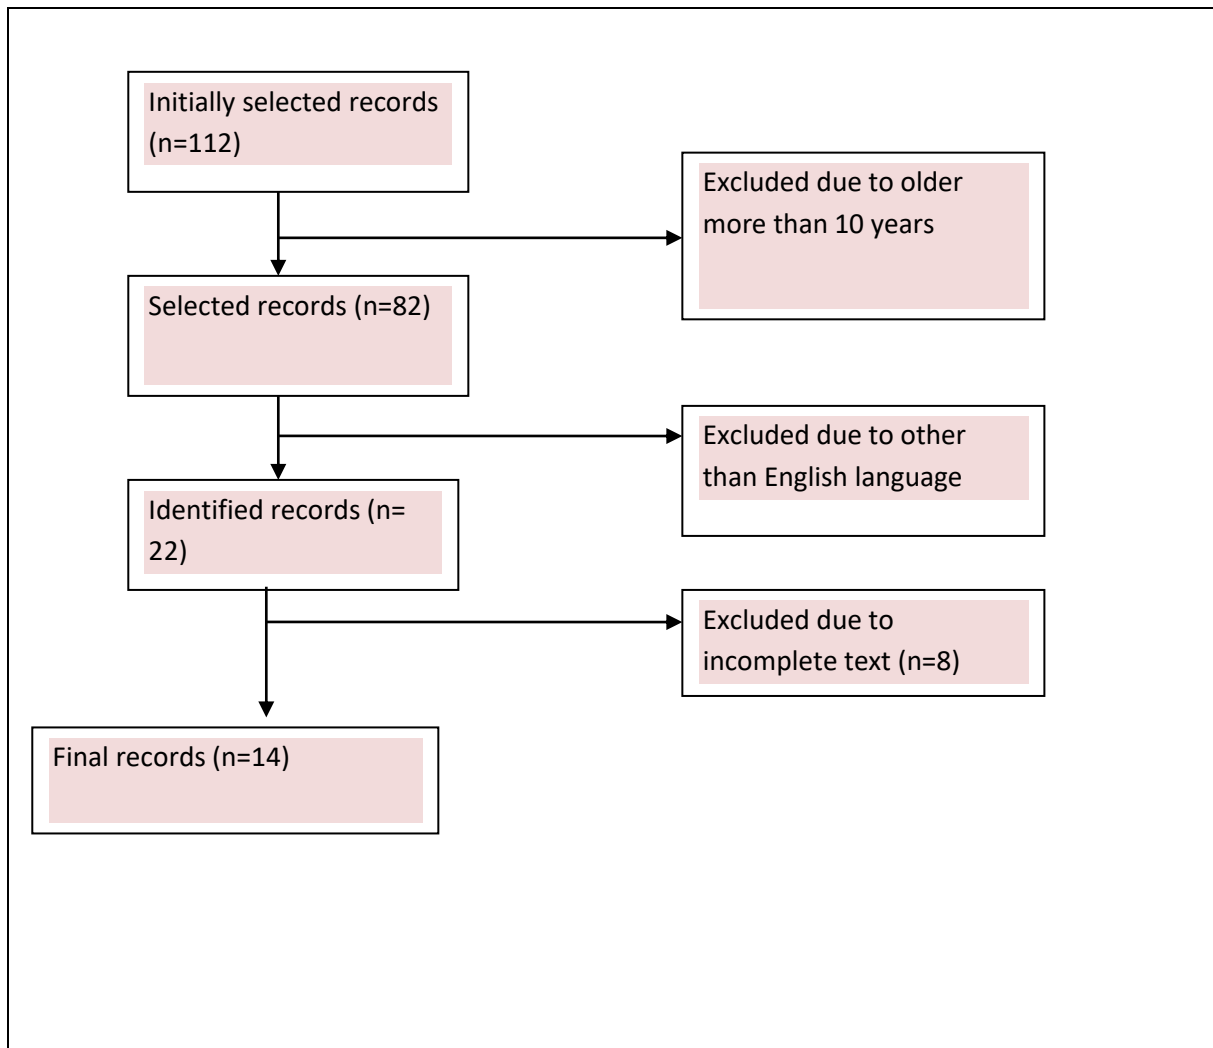 Initially selected records
(n=112)
Excluded due to older
more than 10 years
Selected records (n=82)
Excluded due to other
than English language
Identified records (n=
22)
Excluded due to
incomplete text (n=8)
Final records (n=14)